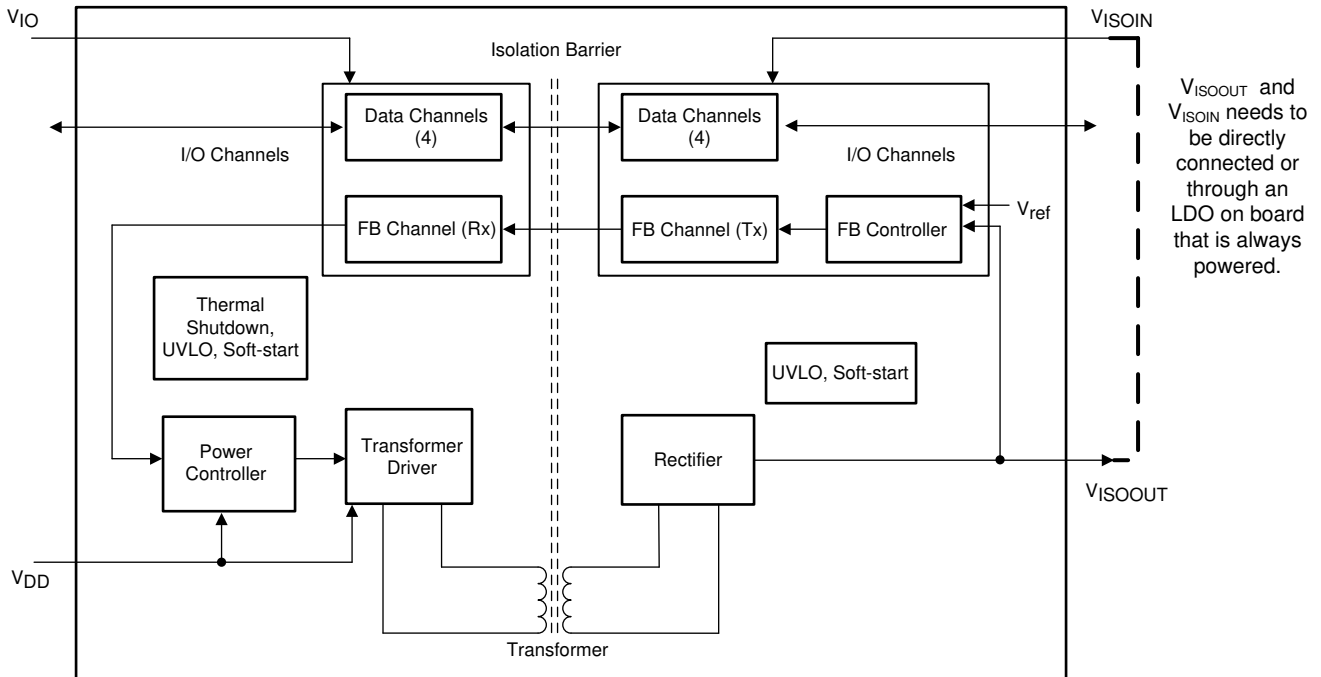 VIO
VISOIN
Isolation Barrier
Data Channels
(4)
Data Channels
(4)
I/O Channels
I/O Channels
VISOOUT and
VISOIN needs to
be directly
connected or
through an
LDO on board
that is always
powered.
FB Channel (Rx)
FB Channel (Tx)
FB Controller
Vref
Thermal
Shutdown,
UVLO, Soft-start
UVLO, Soft-start
Power
Controller
Transformer
Driver
Rectifier
VISOOUT
VDD
Transformer